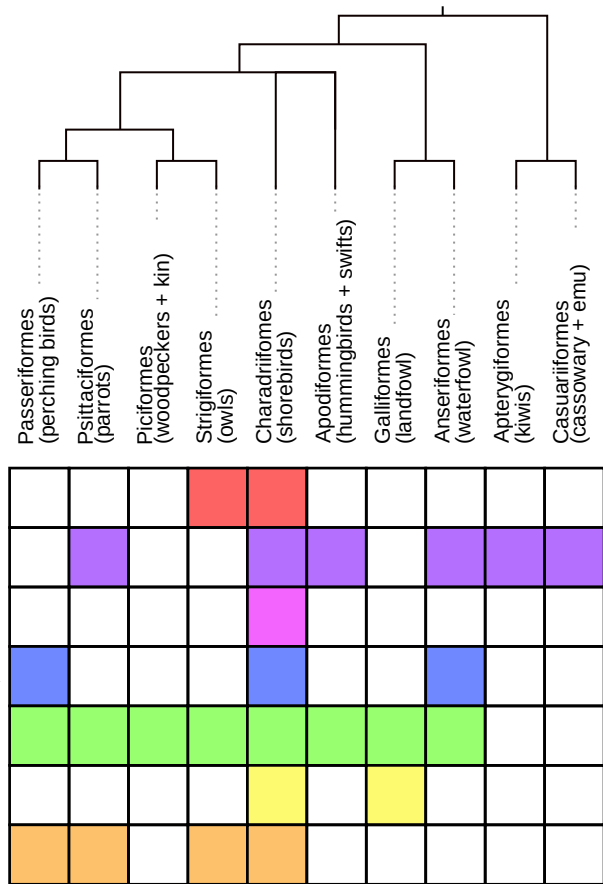 Passeriformes
(perching birds)
Psittaciformes
(parrots)
Piciformes
(woodpeckers + kin)
Strigiformes
(owls)
Charadriifomes
(shorebirds)
Apodiformes
(hummingbirds + swifts)
Galliformes
(landfowl)
Anseriformes
(waterfowl)
Apterygiformes
(kiwis)
Casuariiformes
(cassowary + emu)